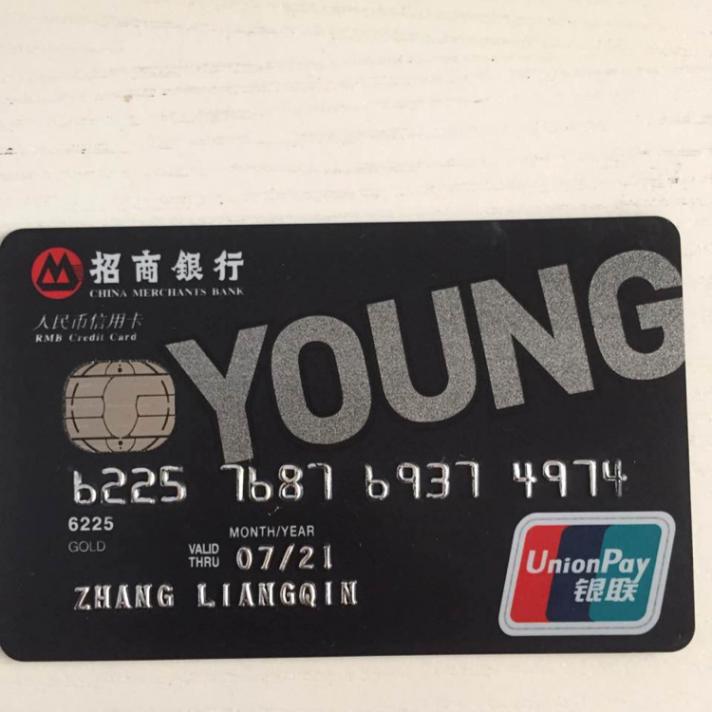 招商銀行
CHINA MERCHANTS BANK
人民币信用卡
RMB Credit Card
YOUNG
6225 7687 6937 4974
6225
GOLD
MONTH/YEAR
VALID THRU 07/21
ZHANG LIANGQIN
UnionPay
银联